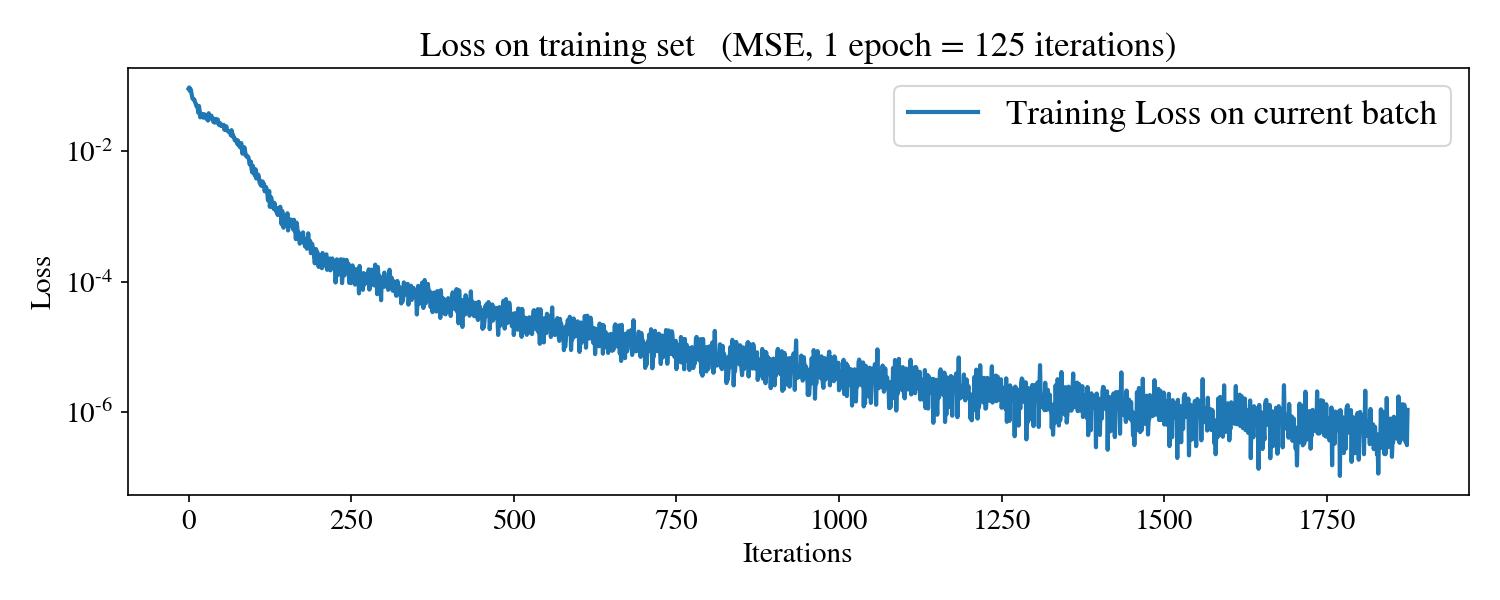 Loss on training set (MSE, 1 epoch = 125 iterations)
Training Loss on current batch
Loss
10^-2
10^-4
10^-6
0 250 500 750 1000 1250 1500 1750
Iterations